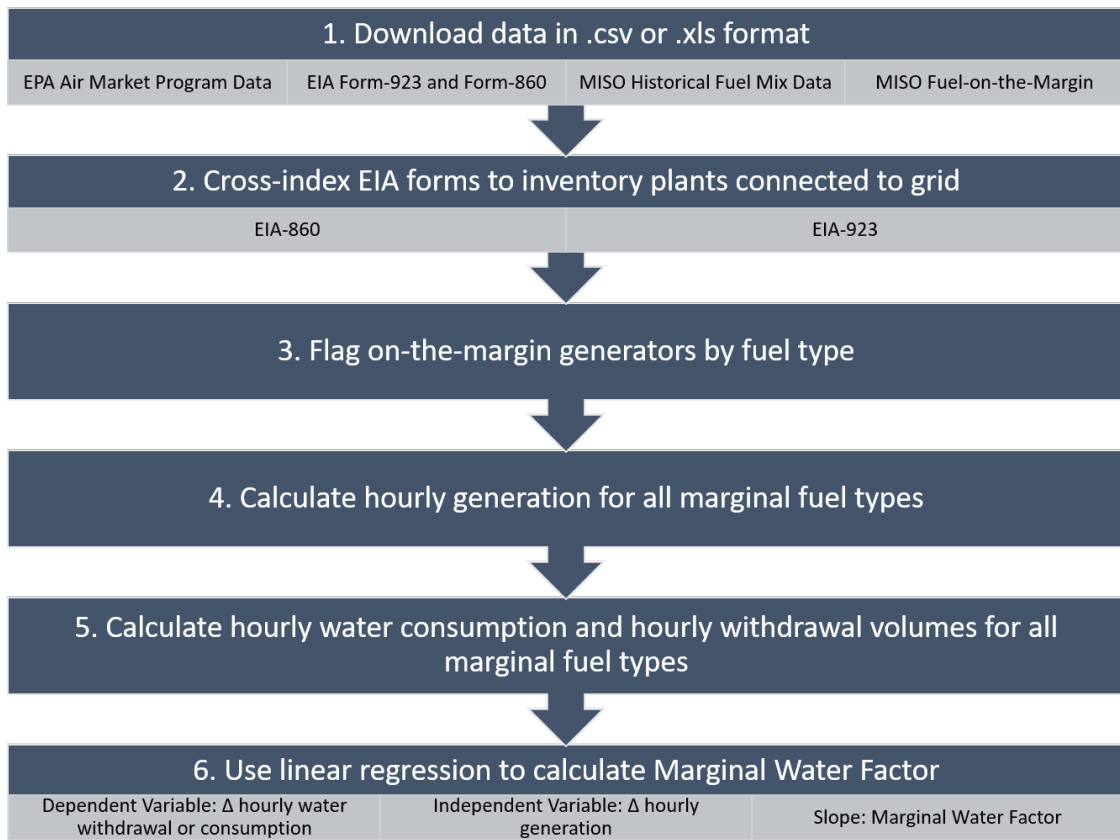 1. Download data in .csv or .xls format
EPA Air Market Program Data
EIA Form-923 and Form-860
MISO Historical Fuel Mix Data
MISO Fuel-on-the-Margin
2. Cross-index EIA forms to inventory plants connected to grid
EIA-860
EIA-923
3. Flag on-the-margin generators by fuel type
4. Calculate hourly generation for all marginal fuel types
5. Calculate hourly water consumption and hourly withdrawal volumes for all
marginal fuel types
6. Use linear regression to calculate Marginal Water Factor
Dependent Variable: Δ hourly water
withdrawal or consumption
Independent Variable: Δ hourly
generation
Slope: Marginal Water Factor